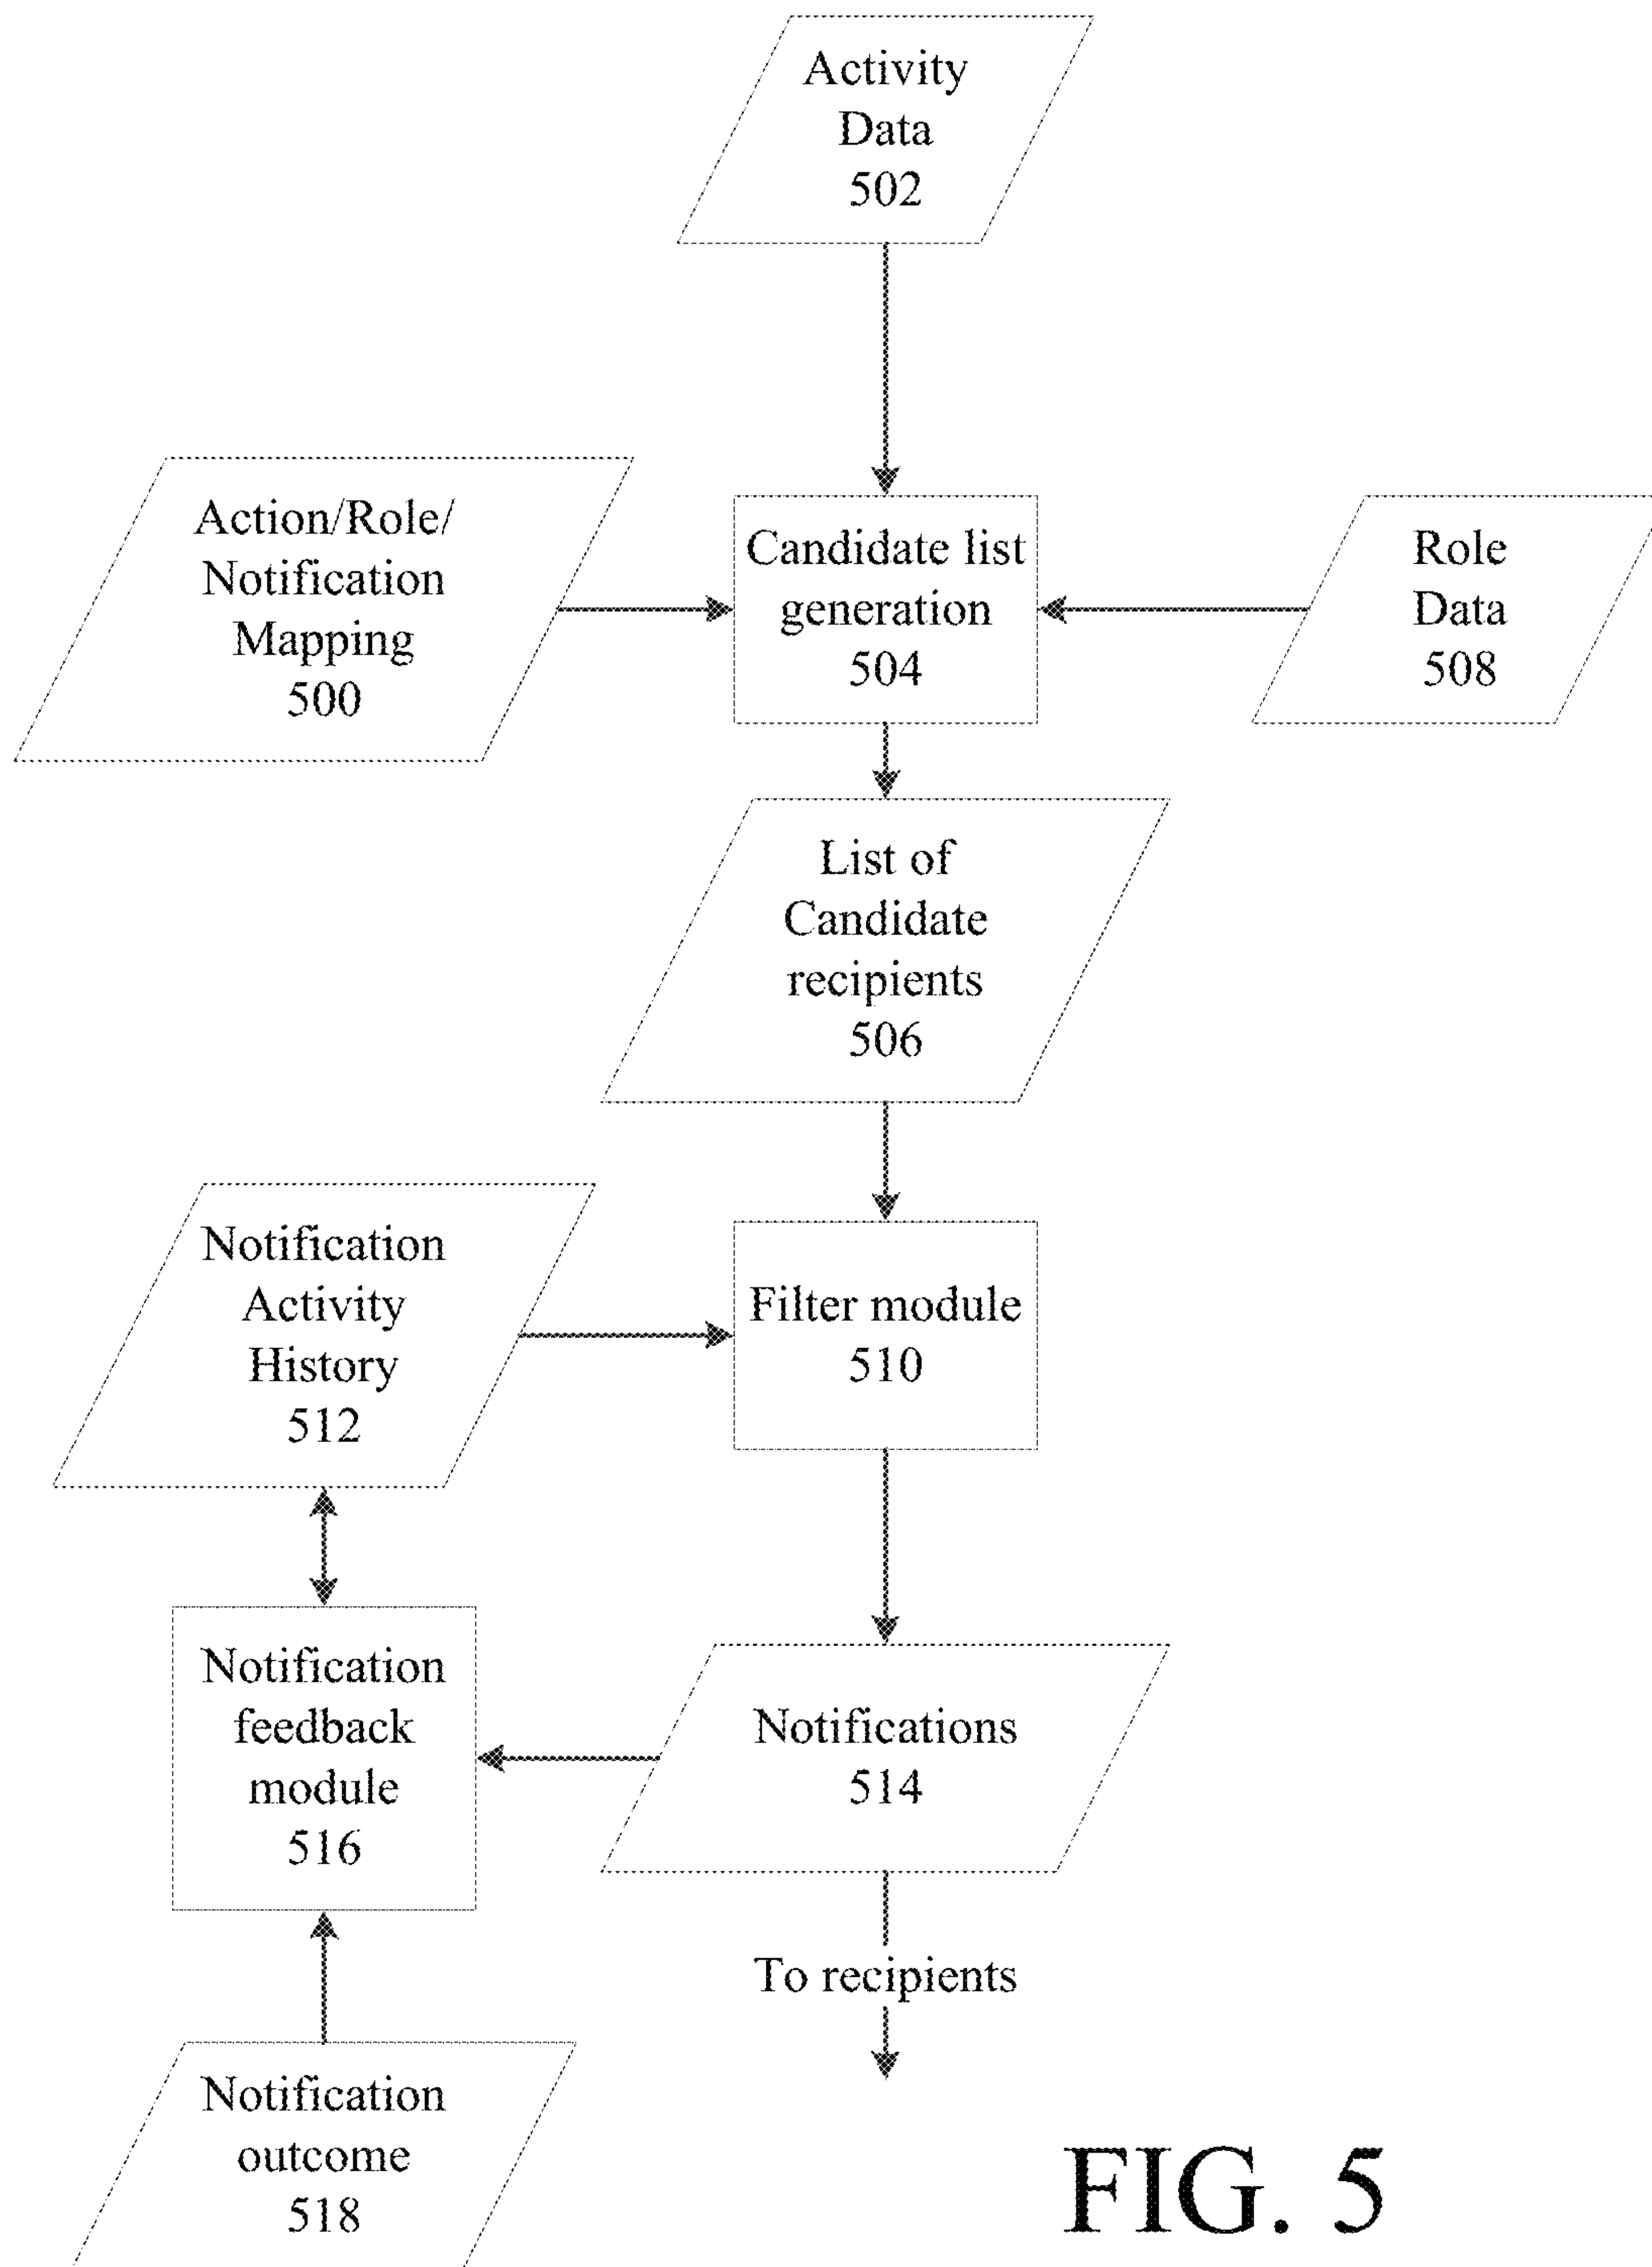 Activity
Data
502
Action/Role/
Notification
Mapping
500
Candidate list
generation
504
Role
Data
508
List of
Candidate
recipients
506
Notification
Activity
History
512
Filter module
510
Notification
feedback
module
516
Notifications
514
To recipients
Notification
outcome
518
FIG. 5